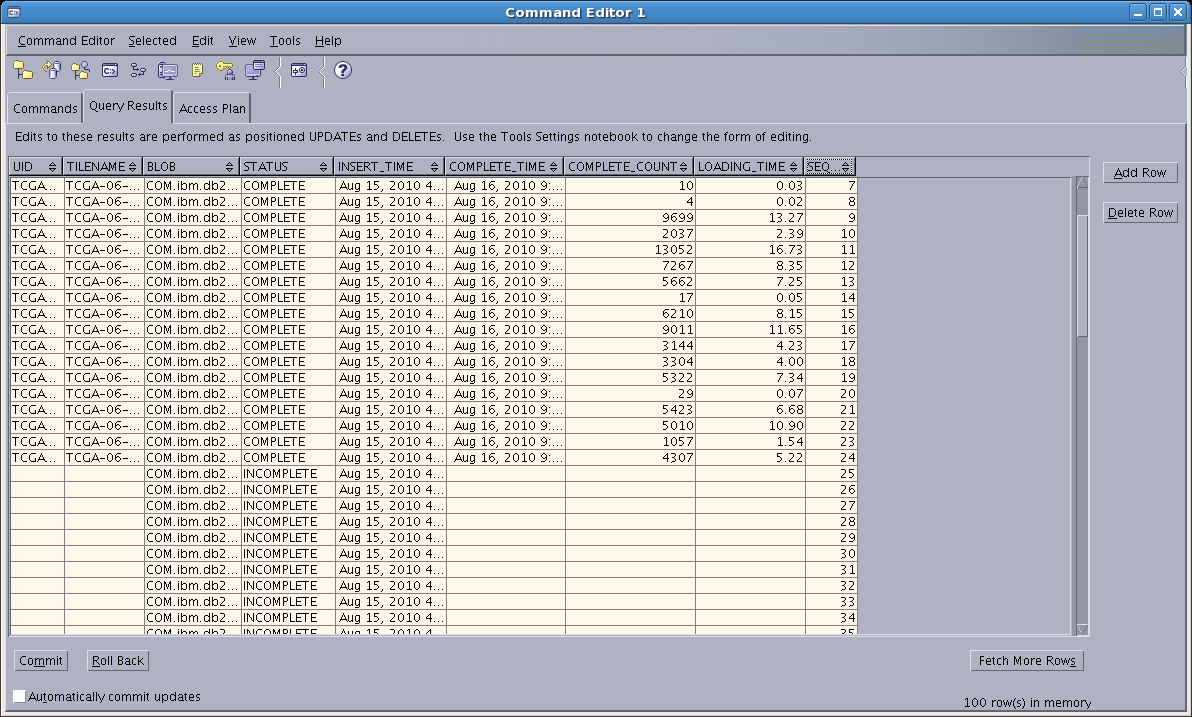 Command Editor 1
Command Editor Selected Edit View Tools Help
Commands Query Results Access Plan
Edits to these results are performed as positioned UPDATEs and DELETEs. Use the Tools Settings notebook to change the form of editing.
UID TILENAME BLOB STATUS INSERT_TIME COMPLETE_TIME COMPLETE_COUNT LOADING_TIME SEQ
Add Row
Delete Row
TCGA... TCGA-06-... COM.ibm.db2... COMPLETE Aug 15, 2010 4... Aug 16, 2010 9:... 10 0.03 7
TCGA... TCGA-06-... COM.ibm.db2... COMPLETE Aug 15, 2010 4... Aug 16, 2010 9:... 4 0.02 8
TCGA... TCGA-06-... COM.ibm.db2... COMPLETE Aug 15, 2010 4... Aug 16, 2010 9:... 9699 13.27 9
TCGA... TCGA-06-... COM.ibm.db2... COMPLETE Aug 15, 2010 4... Aug 16, 2010 9:... 2037 2.39 10
TCGA... TCGA-06-... COM.ibm.db2... COMPLETE Aug 15, 2010 4... Aug 16, 2010 9:... 13052 16.73 11
TCGA... TCGA-06-... COM.ibm.db2... COMPLETE Aug 15, 2010 4... Aug 16, 2010 9:... 7267 8.35 12
TCGA... TCGA-06-... COM.ibm.db2... COMPLETE Aug 15, 2010 4... Aug 16, 2010 9:... 5662 7.25 13
TCGA... TCGA-06-... COM.ibm.db2... COMPLETE Aug 15, 2010 4... Aug 16, 2010 9:... 17 0.05 14
TCGA... TCGA-06-... COM.ibm.db2... COMPLETE Aug 15, 2010 4... Aug 16, 2010 9:... 6210 8.15 15
TCGA... TCGA-06-... COM.ibm.db2... COMPLETE Aug 15, 2010 4... Aug 16, 2010 9:... 9011 11.65 16
TCGA... TCGA-06-... COM.ibm.db2... COMPLETE Aug 15, 2010 4... Aug 16, 2010 9:... 3144 4.23 17
TCGA... TCGA-06-... COM.ibm.db2... COMPLETE Aug 15, 2010 4... Aug 16, 2010 9:... 3304 4.00 18
TCGA... TCGA-06-... COM.ibm.db2... COMPLETE Aug 15, 2010 4... Aug 16, 2010 9:... 5322 7.34 19
TCGA... TCGA-06-... COM.ibm.db2... COMPLETE Aug 15, 2010 4... Aug 16, 2010 9:... 29 0.07 20
TCGA... TCGA-06-... COM.ibm.db2... COMPLETE Aug 15, 2010 4... Aug 16, 2010 9:... 5423 6.68 21
TCGA... TCGA-06-... COM.ibm.db2... COMPLETE Aug 15, 2010 4... Aug 16, 2010 9:... 5010 10.90 22
TCGA... TCGA-06-... COM.ibm.db2... COMPLETE Aug 15, 2010 4... Aug 16, 2010 9:... 1057 1.54 23
TCGA... TCGA-06-... COM.ibm.db2... COMPLETE Aug 15, 2010 4... Aug 16, 2010 9:... 4307 5.22 24
COM.ibm.db2... INCOMPLETE Aug 15, 2010 4... 25
COM.ibm.db2... INCOMPLETE Aug 15, 2010 4... 26
COM.ibm.db2... INCOMPLETE Aug 15, 2010 4... 27
COM.ibm.db2... INCOMPLETE Aug 15, 2010 4... 28
COM.ibm.db2... INCOMPLETE Aug 15, 2010 4... 29
COM.ibm.db2... INCOMPLETE Aug 15, 2010 4... 30
COM.ibm.db2... INCOMPLETE Aug 15, 2010 4... 31
COM.ibm.db2... INCOMPLETE Aug 15, 2010 4... 32
COM.ibm.db2... INCOMPLETE Aug 15, 2010 4... 33
COM.ibm.db2... INCOMPLETE Aug 15, 2010 4... 34
COM.ibm.db2... INCOMPLETE Aug 15, 2010 4... 35
Commit Roll Back Fetch More Rows
Automatically commit updates
100 row(s) in memory